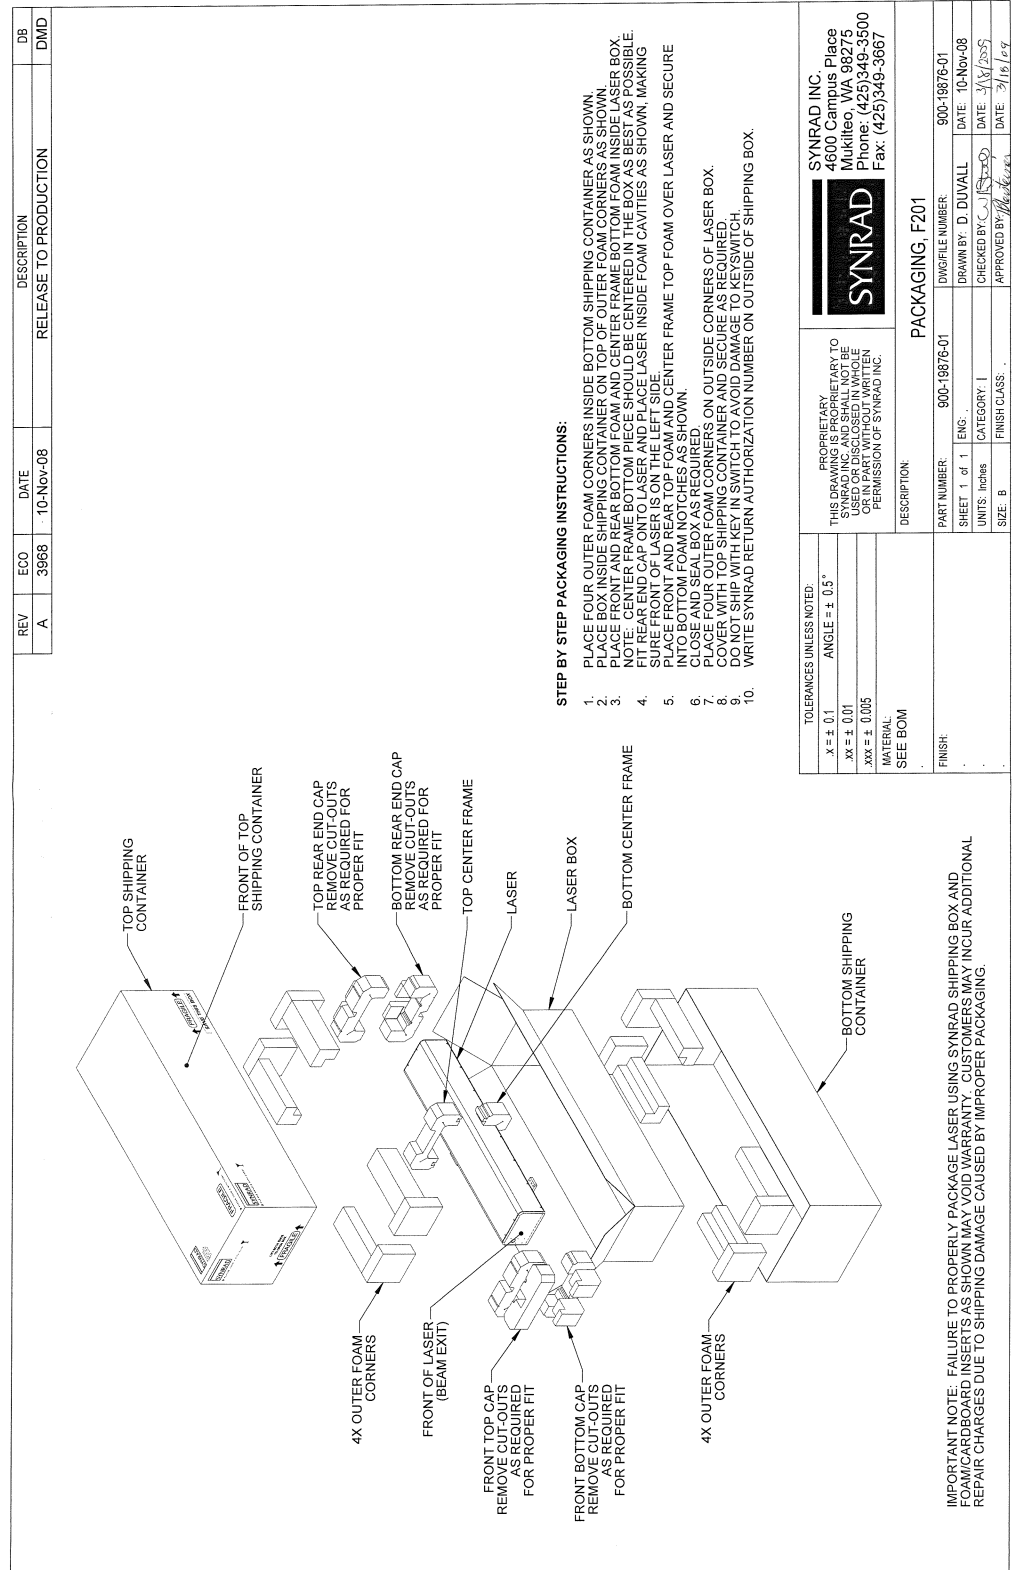 REV ECO DATE DESCRIPTION DB
A 3968 10-Nov-08 RELEASE TO PRODUCTION DMD
TOP SHIPPING
CONTAINER
FRONT OF TOP
SHIPPING CONTAINER
TOP REAR END CAP
REMOVE CUT-OUTS
AS REQUIRED FOR
PROPER FIT
BOTTOM REAR END CAP
REMOVE CUT-OUTS
AS REQUIRED FOR
PROPER FIT
TOP CENTER FRAME
LASER
LASER BOX
BOTTOM CENTER FRAME
BOTTOM SHIPPING
CONTAINER
4X OUTER FOAM
CORNERS
FRONT OF LASER
(BEAM EXIT)
FRONT TOP CAP
REMOVE CUT-OUTS
AS REQUIRED
FOR PROPER FIT
FRONT BOTTOM CAP
REMOVE CUT-OUTS
AS REQUIRED
FOR PROPER FIT
4X OUTER FOAM
CORNERS
FRAGILE
FRAGILE
FRAGILE
STEP BY STEP PACKAGING INSTRUCTIONS:
1. PLACE FOUR OUTER FOAM CORNERS INSIDE BOTTOM SHIPPING CONTAINER AS SHOWN.
2. PLACE BOX INSIDE SHIPPING CONTAINER ON TOP OF OUTER FOAM CORNERS AS SHOWN.
3. PLACE FRONT AND REAR BOTTOM FOAM AND CENTER FRAME BOTTOM FOAM INSIDE LASER BOX.
NOTE: CENTER FRAME BOTTOM PIECE SHOULD BE CENTERED IN THE BOX AS BEST AS POSSIBLE.
4. FIT REAR END CAP ONTO LASER AND PLACE LASER INSIDE FOAM CAVITIES AS SHOWN, MAKING
SURE FRONT OF LASER IS ON THE LEFT SIDE.
5. PLACE FRONT AND REAR TOP FOAM AND CENTER FRAME TOP FOAM OVER LASER AND SECURE
INTO BOTTOM FOAM NOTCHES AS SHOWN.
6. CLOSE AND SEAL BOX AS REQUIRED.
7. PLACE FOUR OUTER FOAM CORNERS ON OUTSIDE CORNERS OF LASER BOX.
8. COVER WITH TOP SHIPPING CONTAINER AND SECURE AS REQUIRED.
9. DO NOT SHIP WITH KEY IN SWITCH TO AVOID DAMAGE TO KEYSWITCH.
10. WRITE SYNRAD RETURN AUTHORIZATION NUMBER ON OUTSIDE OF SHIPPING BOX.
IMPORTANT NOTE: FAILURE TO PROPERLY PACKAGE LASER USING SYNRAD SHIPPING BOX AND
FOAM/CARDBOARD INSERTS AS SHOWN MAY VOID WARRANTY. CUSTOMERS MAY INCUR ADDITIONAL
REPAIR CHARGES DUE TO SHIPPING DAMAGE CAUSED BY IMPROPER PACKAGING.
TOLERANCES UNLESS NOTED:
.x = ± 0.1 ANGLE = ± 0.5°
.xx = ± 0.01
.xxx = ± 0.005
MATERIAL:
SEE BOM
FINISH:
PROPRIETARY
THIS DRAWING IS PROPRIETARY TO
SYNRAD INC. AND SHALL NOT BE
USED OR DISCLOSED IN WHOLE
OR IN PART WITHOUT WRITTEN
PERMISSION OF SYNRAD INC.
SYNRAD
SYNRAD INC.
4600 Campus Place
Mukilteo, WA 98275
Phone: (425)349-3500
Fax: (425)349-3667
DESCRIPTION:
PACKAGING, F201
PART NUMBER: 900-19876-01 DWG/FILE NUMBER: 900-19876-01
SHEET 1 of 1 ENG: . DRAWN BY: D. DUVALL DATE: 10-Nov-08
UNITS: Inches CATEGORY: I CHECKED BY: DATE: 3/18/2009
SIZE: B FINISH CLASS: . APPROVED BY: DATE: 3/18/09